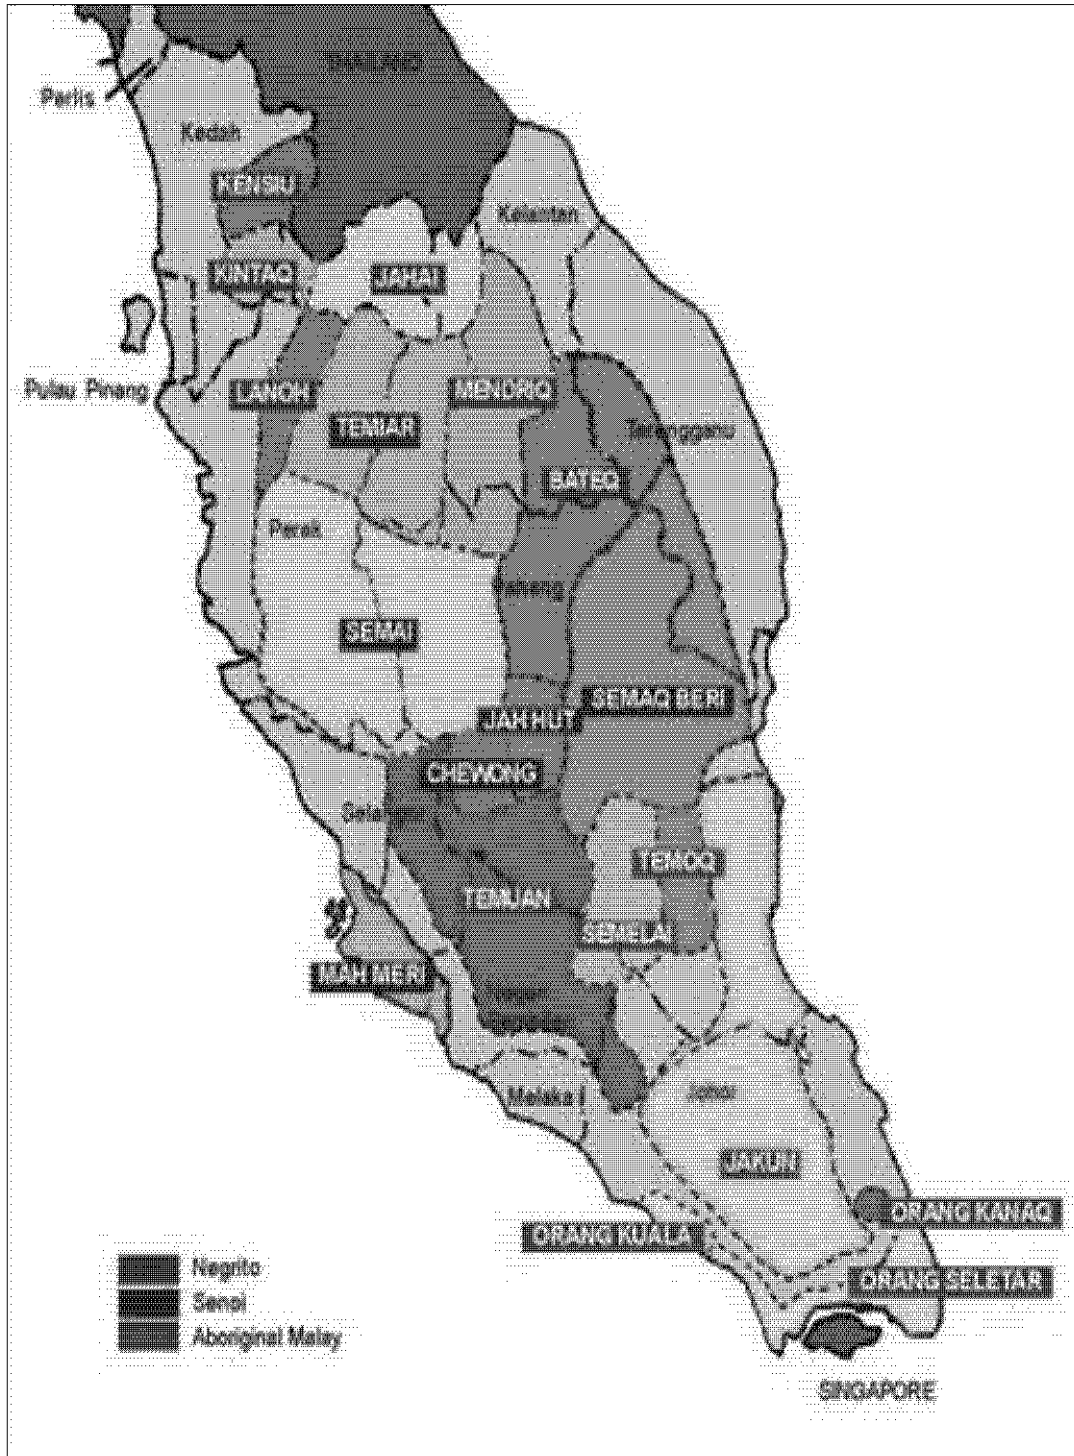 THAILAND
Perlis
Kedah
KENSIU
Kelantan
KINTAQ
JAHAI
Pulau Pinang
LANOH
MENDRIQ
TEMIAR
Terengganu
BATEQ
Perak
Pahang
SEMAI
SEMAQ BERI
JAH HUT
CHEWONG
Selangor
TEMOQ
TEMUAN
SEMELAI
MAH MERI
Negeri
Melaka
Johor
JAKUN
ORANG KANAQ
ORANG KUALA
Negrito
ORANG SELETAR
Senoi
Aboriginal Malay
SINGAPORE